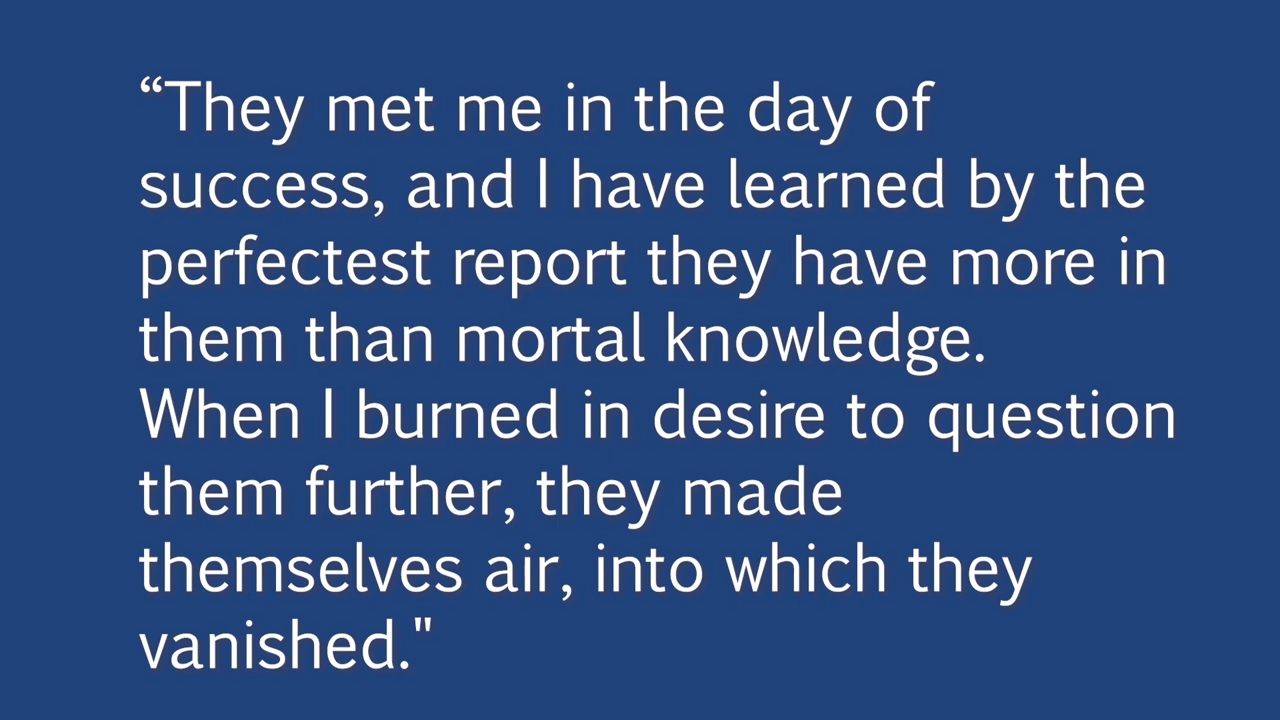 “They met me in the day of
success, and I have learned by the
perfectest report they have more in
them than mortal knowledge.
When I burned in desire to question
them further, they made
themselves air, into which they
vanished."